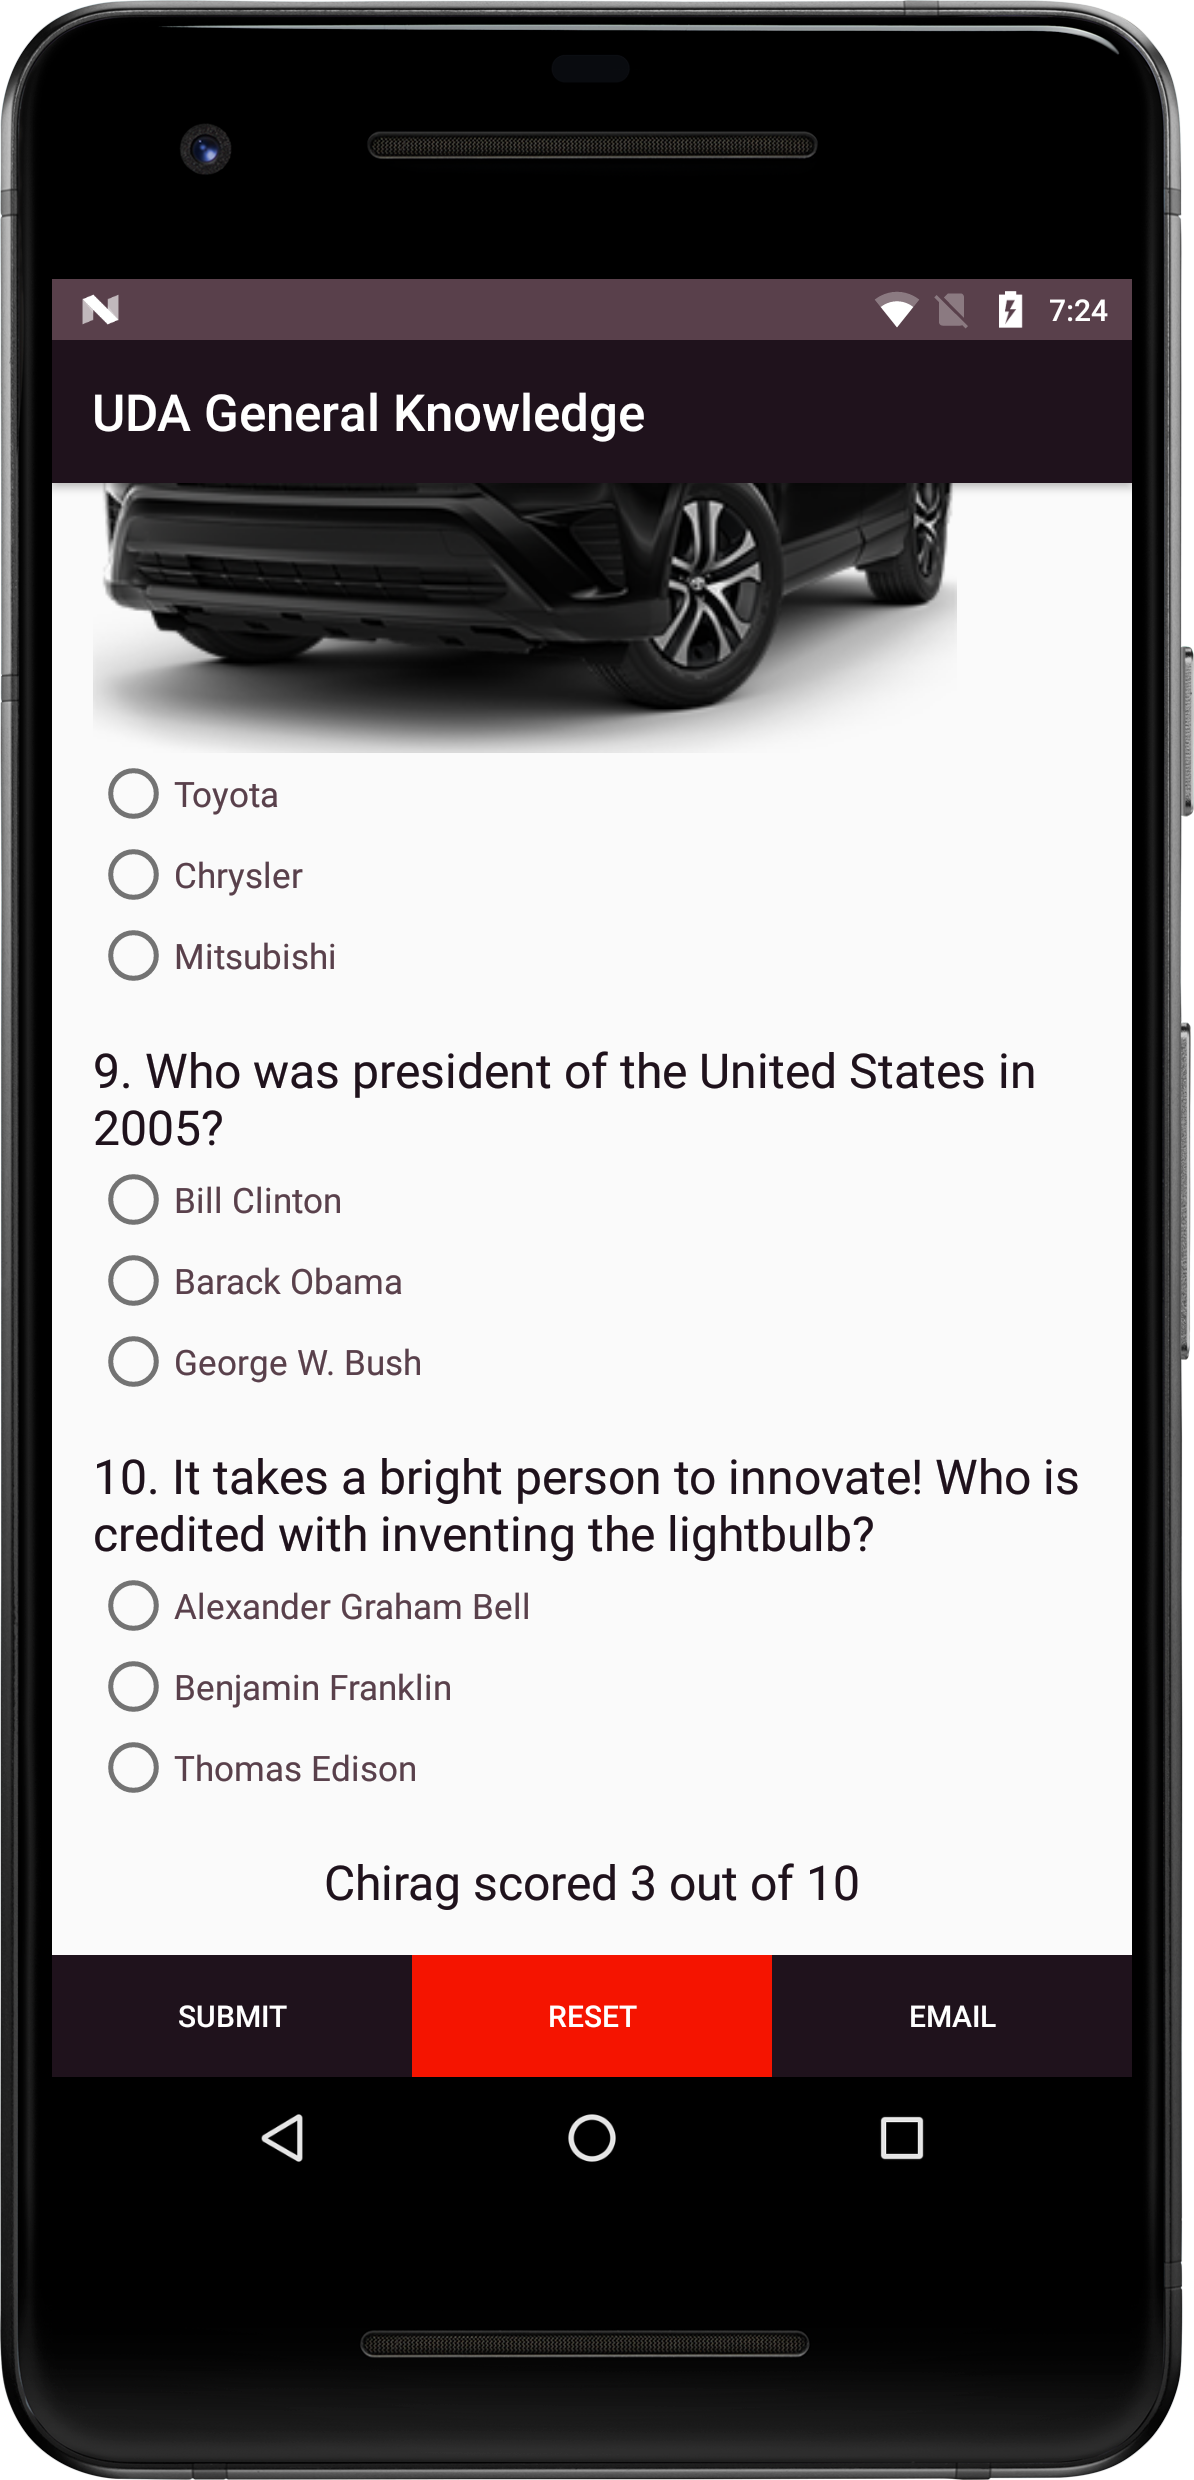 7:24
UDA General Knowledge
Toyota
Chrysler
Mitsubishi
9. Who was president of the United States in
2005?
Bill Clinton
Barack Obama
George W. Bush
10. It takes a bright person to innovate! Who is
credited with inventing the lightbulb?
Alexander Graham Bell
Benjamin Franklin
Thomas Edison
Chirag scored 3 out of 10
SUBMIT RESET EMAIL